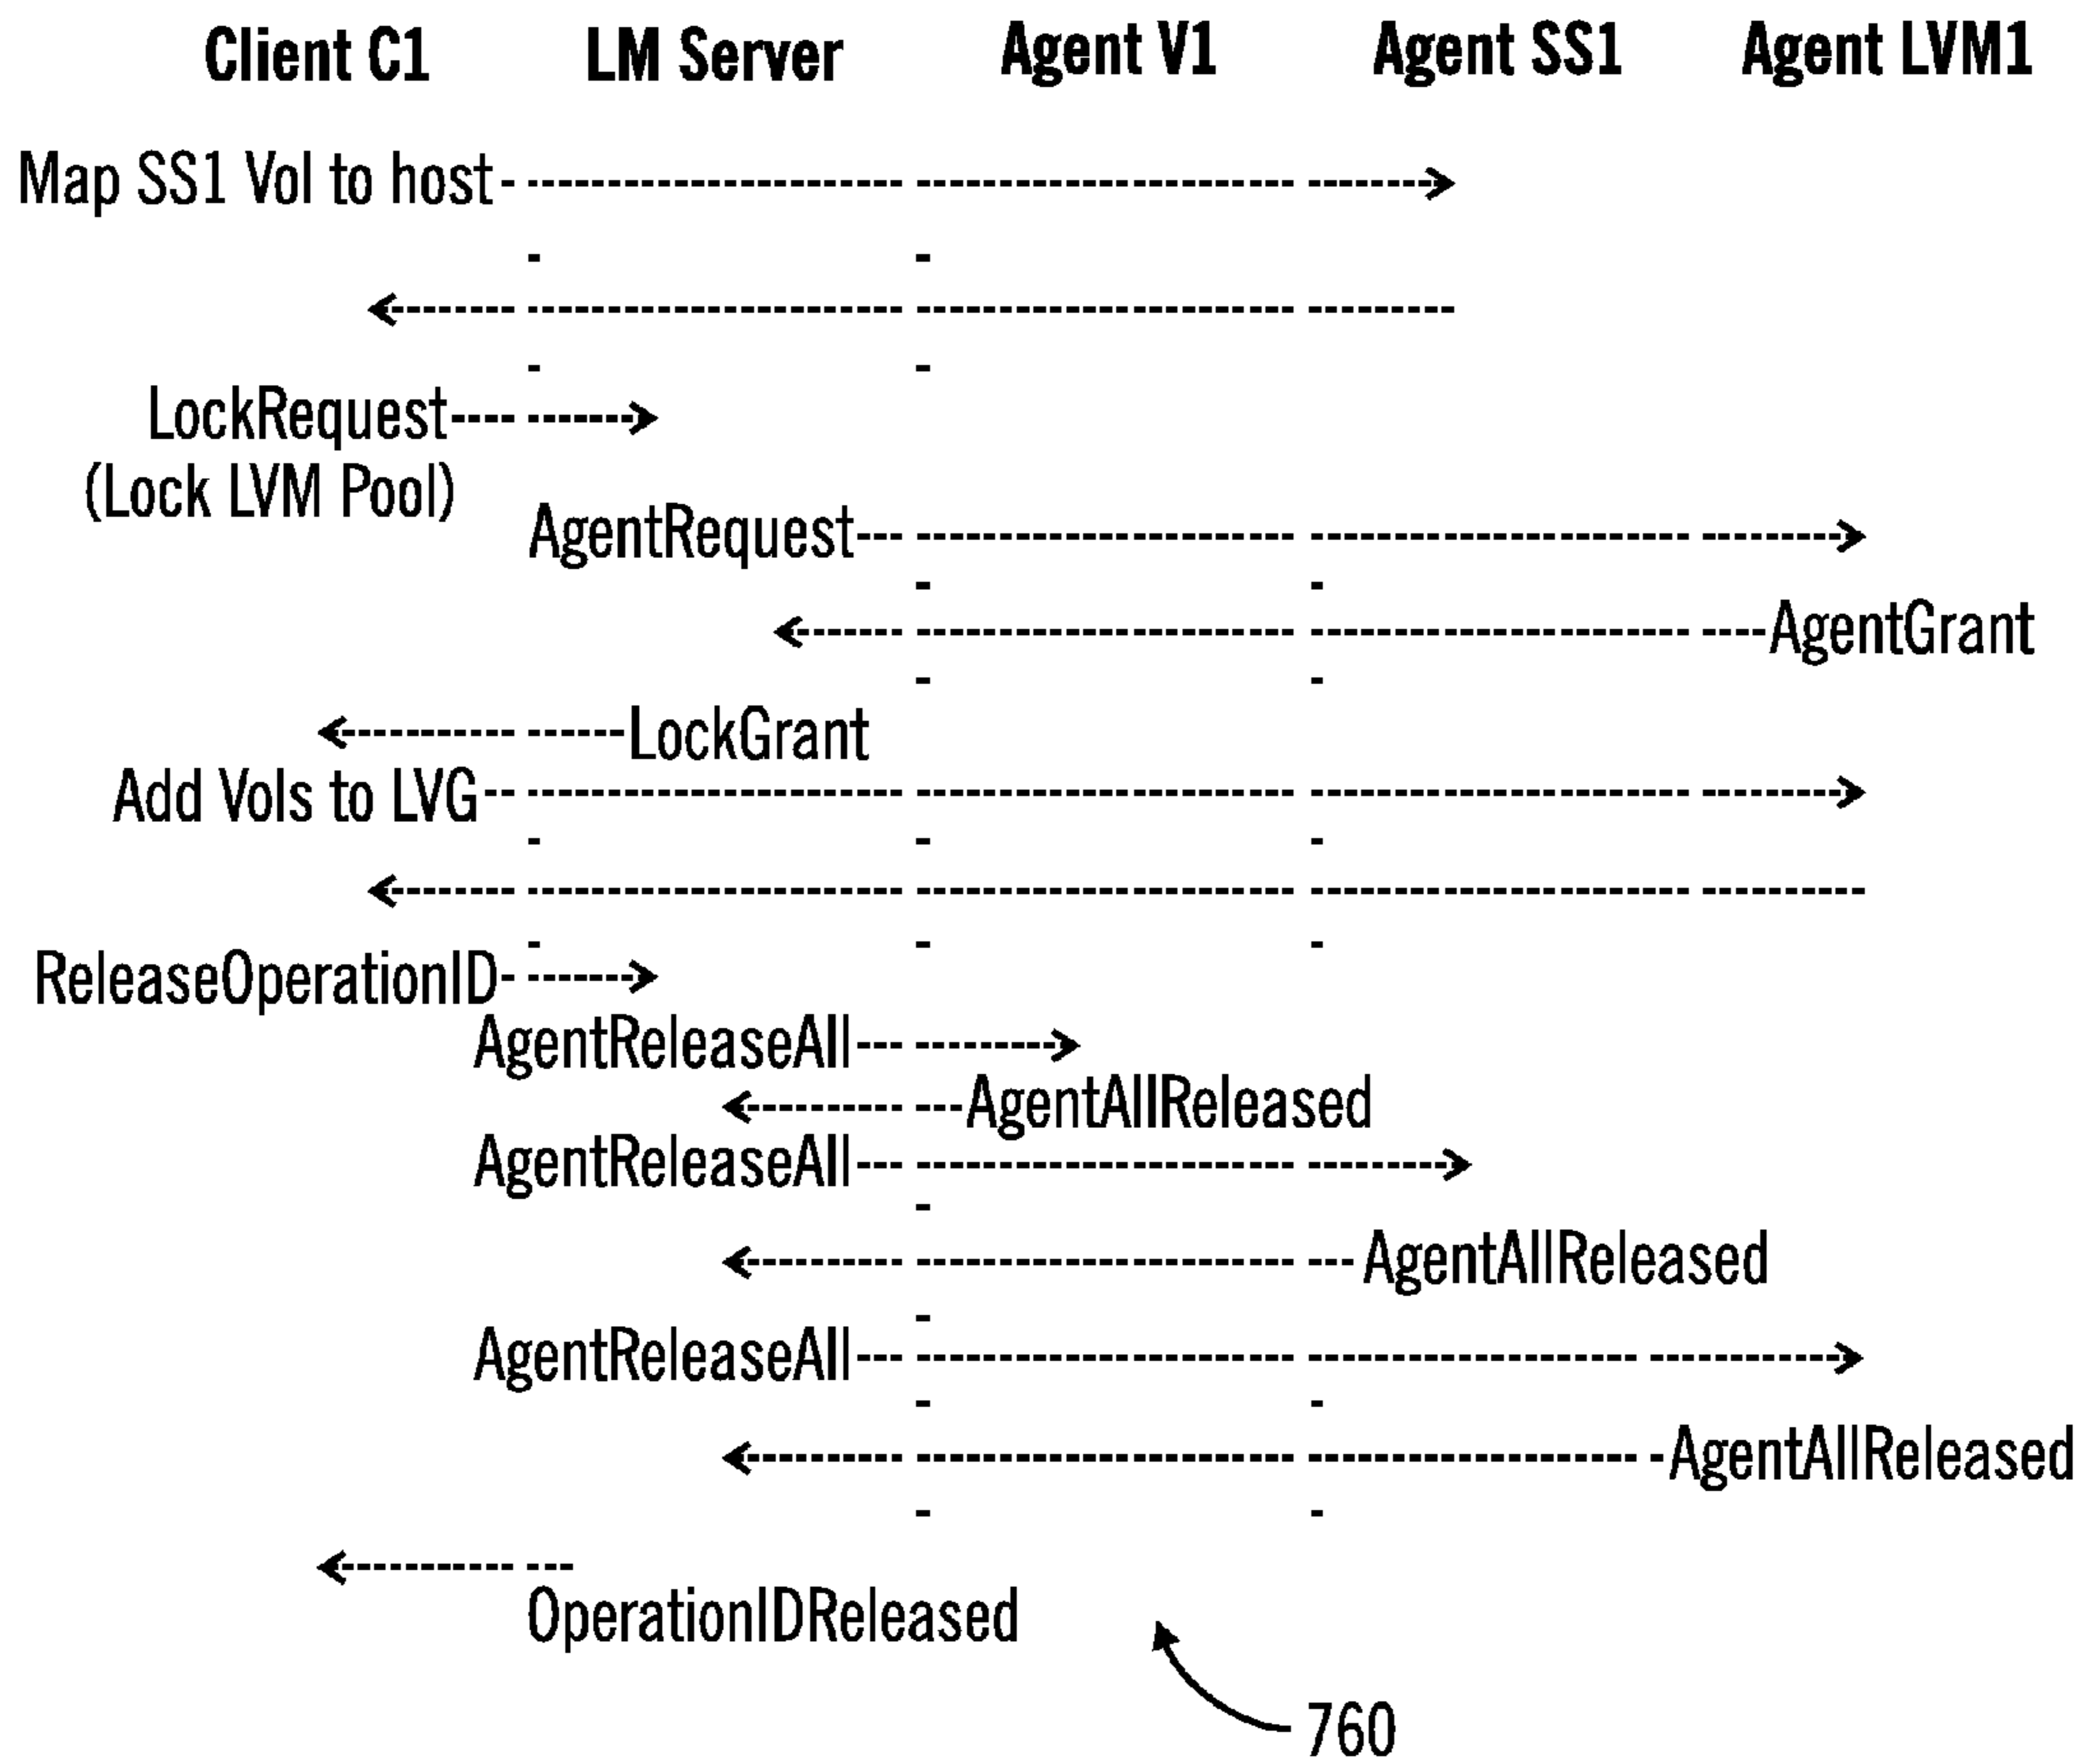 Client C1 LM Server Agent V1 Agent SS1 Agent LVM1
Map SS1 Vol to host
LockRequest
(Lock LVM Pool)
AgentRequest
AgentGrant
LockGrant
Add Vols to LVG
ReleaseOperationID
AgentReleaseAll
AgentAllReleased
AgentReleaseAll
AgentAllReleased
AgentReleaseAll
AgentAllReleased
OperationIDReleased
760